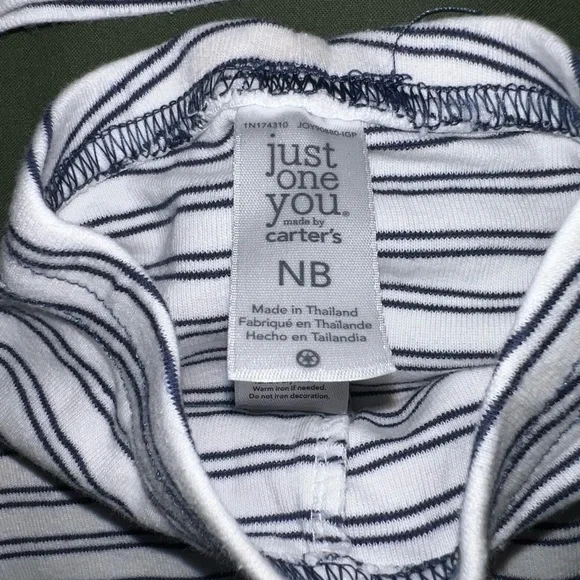 1N174310
just
one
you®
made by
carter's
NB
Made in Thailand
Fabriqué en Thaïlande
Hecho en Tailandia
Warm iron if needed.
Do not iron decoration.